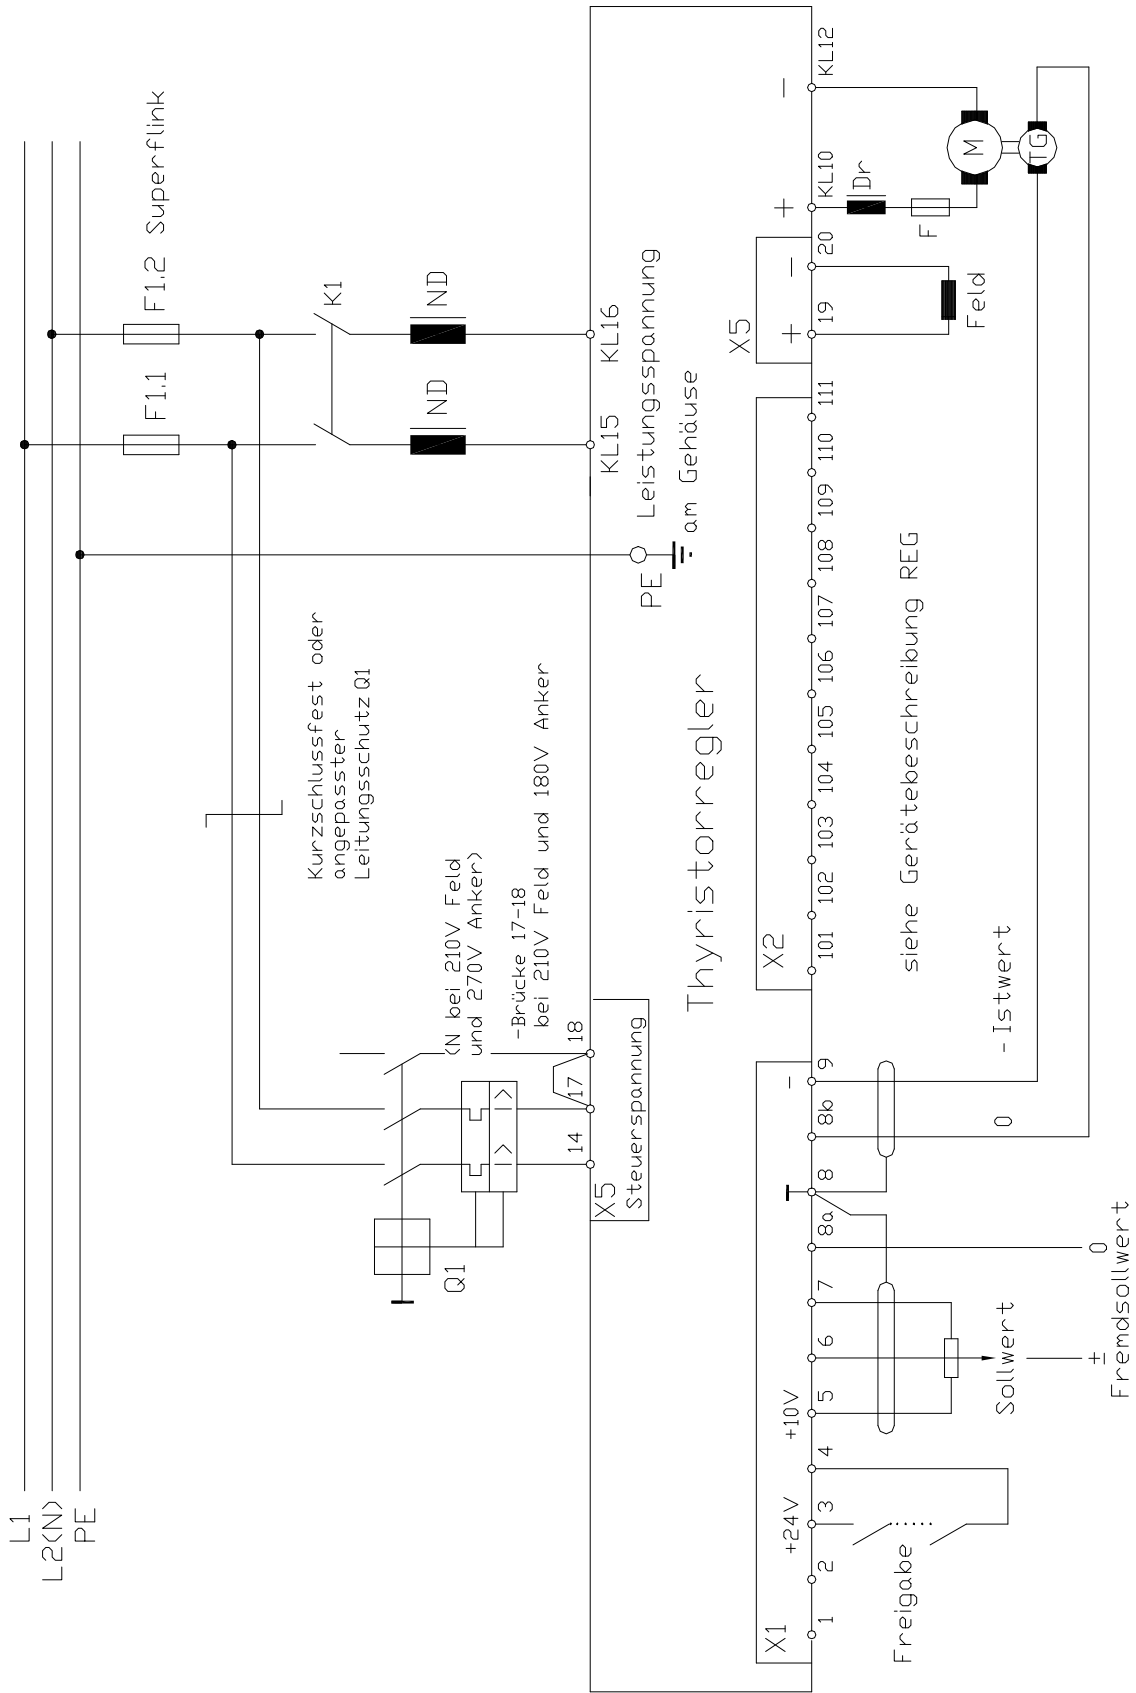 L1
L2(N)
PE
F1.1
F1.2 Superflink
K1
ND
ND
Kurzschlussfest oder
angepasster
Leitungsschutz Q1
Q1
(N bei 210V Feld
und 270V Anker)
-Brücke 17-18
bei 210V Feld und 180V Anker
14
17
18
X5
Steuerspannung
KL15
KL16
Leistungsspannung
PE
am Gehäuse
Thyristorregler
X1
+24V
+10V
-
X2
X5
+
-
+
-
1
2
3
4
5
6
7
8a
8
8b
9
101
102
103
104
105
106
107
108
109
110
111
19
20
KL10
KL12
Freigabe
Sollwert
±
0
Fremdsollwert
0
- Istwert
siehe Gerätebeschreibung REG
Feld
Dr
F
M
TG